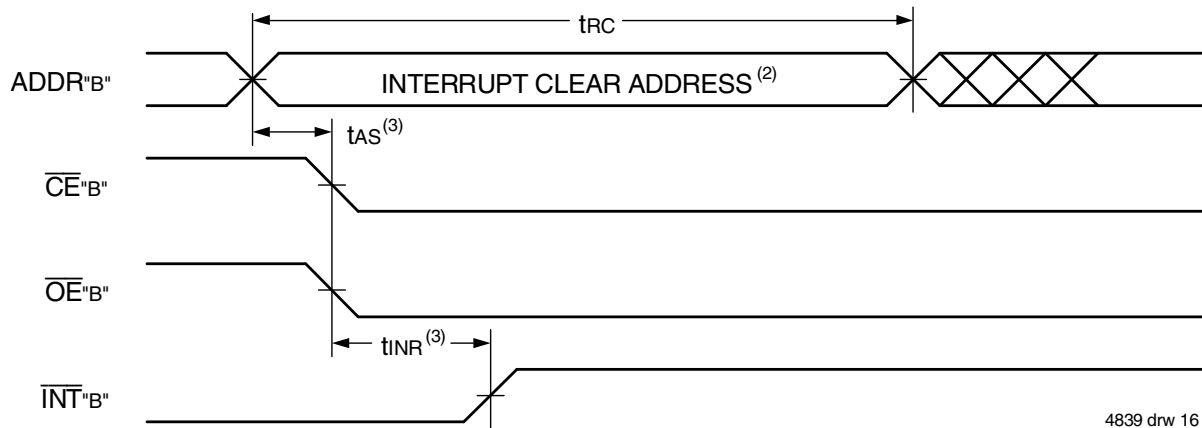 tRC
ADDR"B"
INTERRUPT CLEAR ADDRESS (2)
tAS(3)
CE"B"
OE"B"
tINR(3)
INT"B"
4839 drw 16